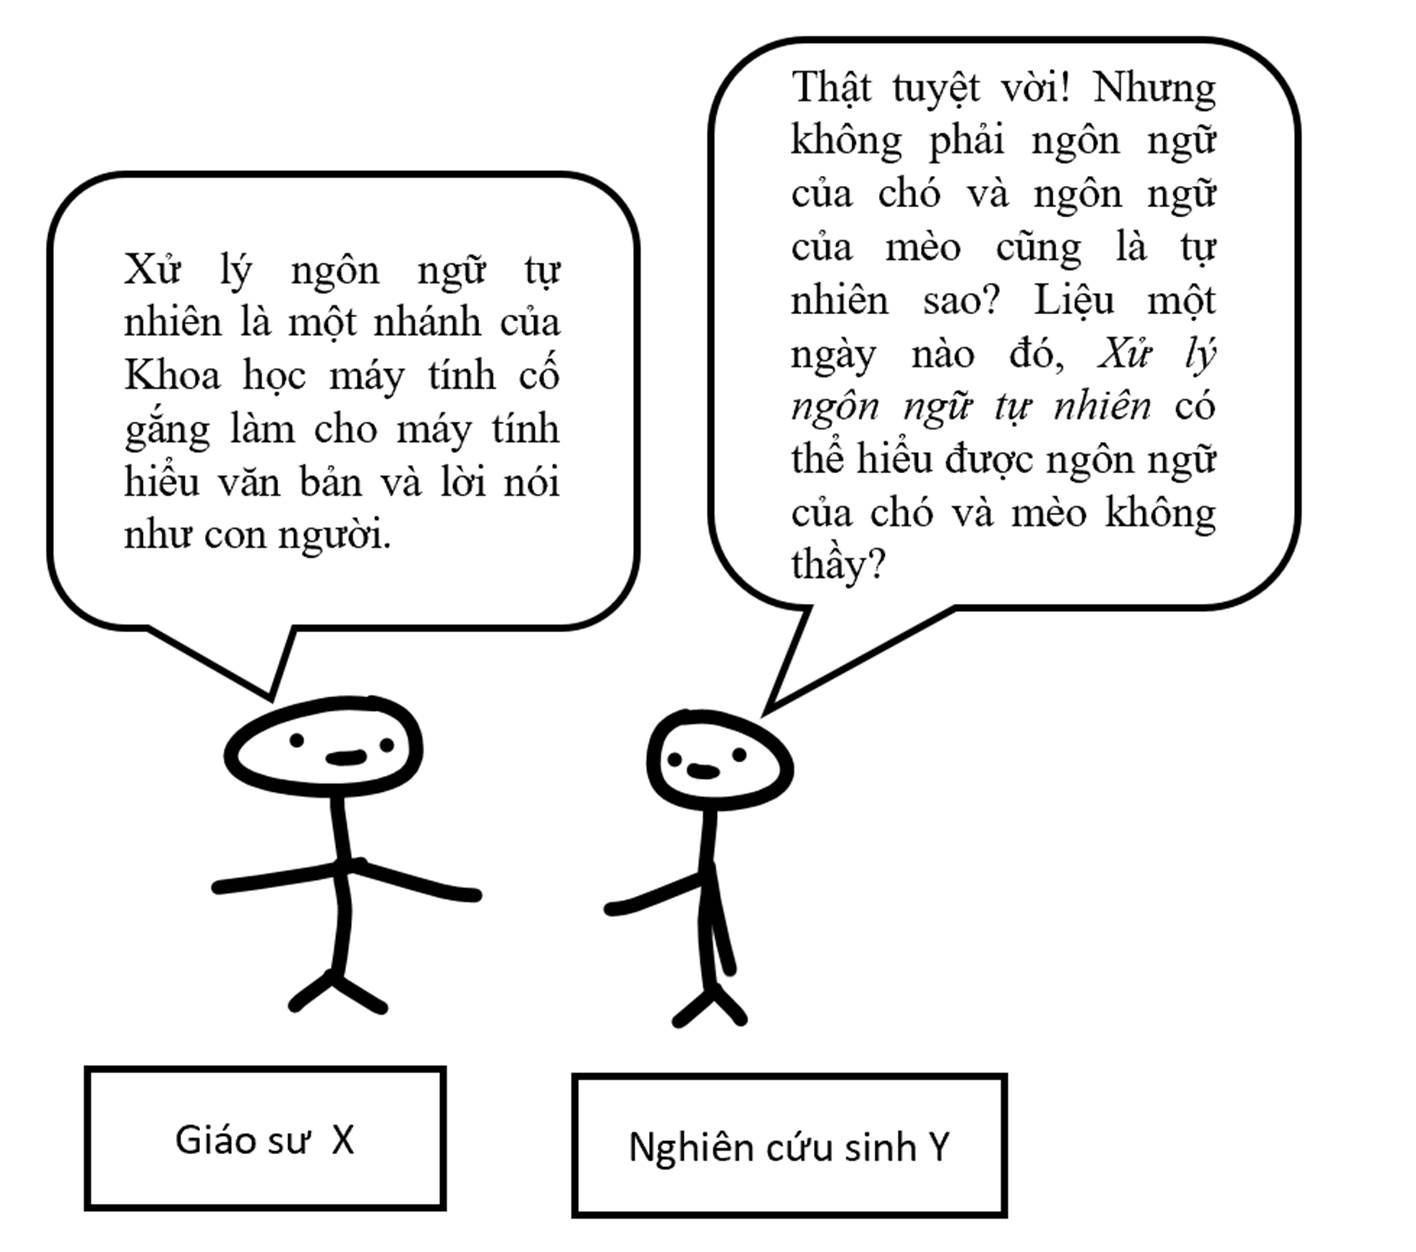 Xử lý ngôn ngữ tự
nhiên là một nhánh của
Khoa học máy tính cố
gắng làm cho máy tính
hiểu văn bản và lời nói
như con người.
Thật tuyệt vời! Nhưng
không phải ngôn ngữ
của chó và ngôn ngữ
của mèo cũng là tự
nhiên sao? Liệu một
ngày nào đó, Xử lý
ngôn ngữ tự nhiên có
thể hiểu được ngôn ngữ
của chó và mèo không
thầy?
Giáo sư X
Nghiên cứu sinh Y